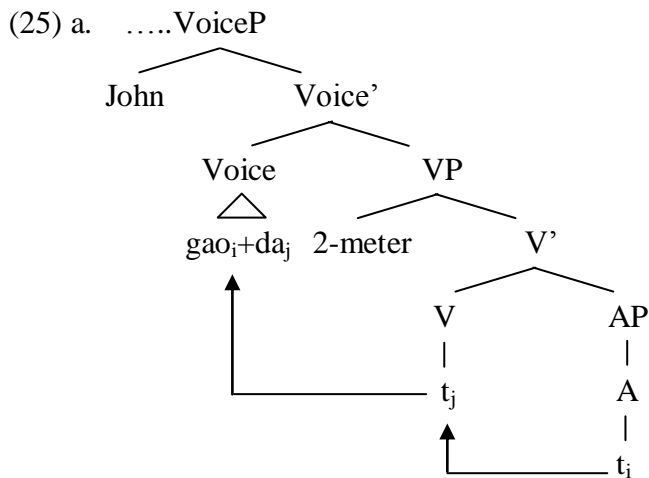 (25) a. …..VoiceP
John Voice’
Voice VP
gaoᵢ+daⱼ 2-meter V’
V AP
tⱼ A
tᵢ